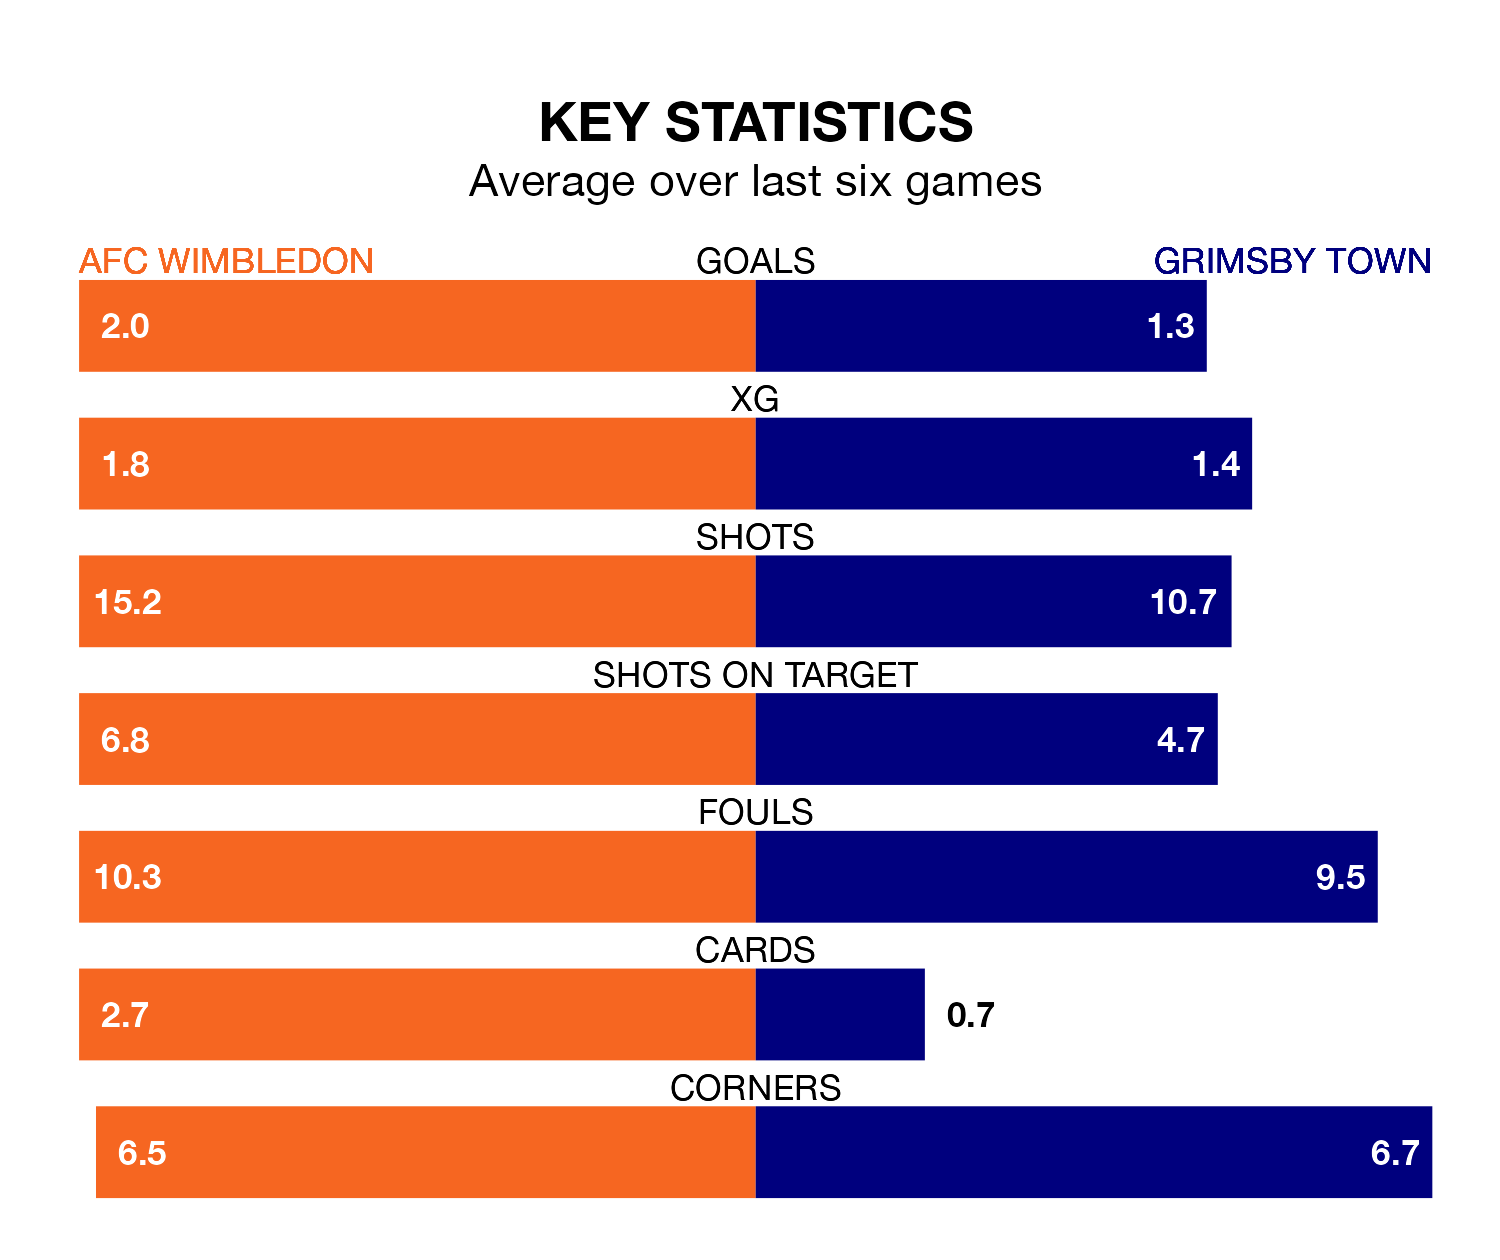 KEY STATISTICS
Average over last six games
AFC WIMBLEDON GOALS GRIMSBY TOWN
2.0 1.3
XG
1.8 1.4
SHOTS
15.2 10.7
SHOTS ON TARGET
6.8 4.7
FOULS
10.3 9.5
CARDS
2.7 0.7
CORNERS
6.5 6.7